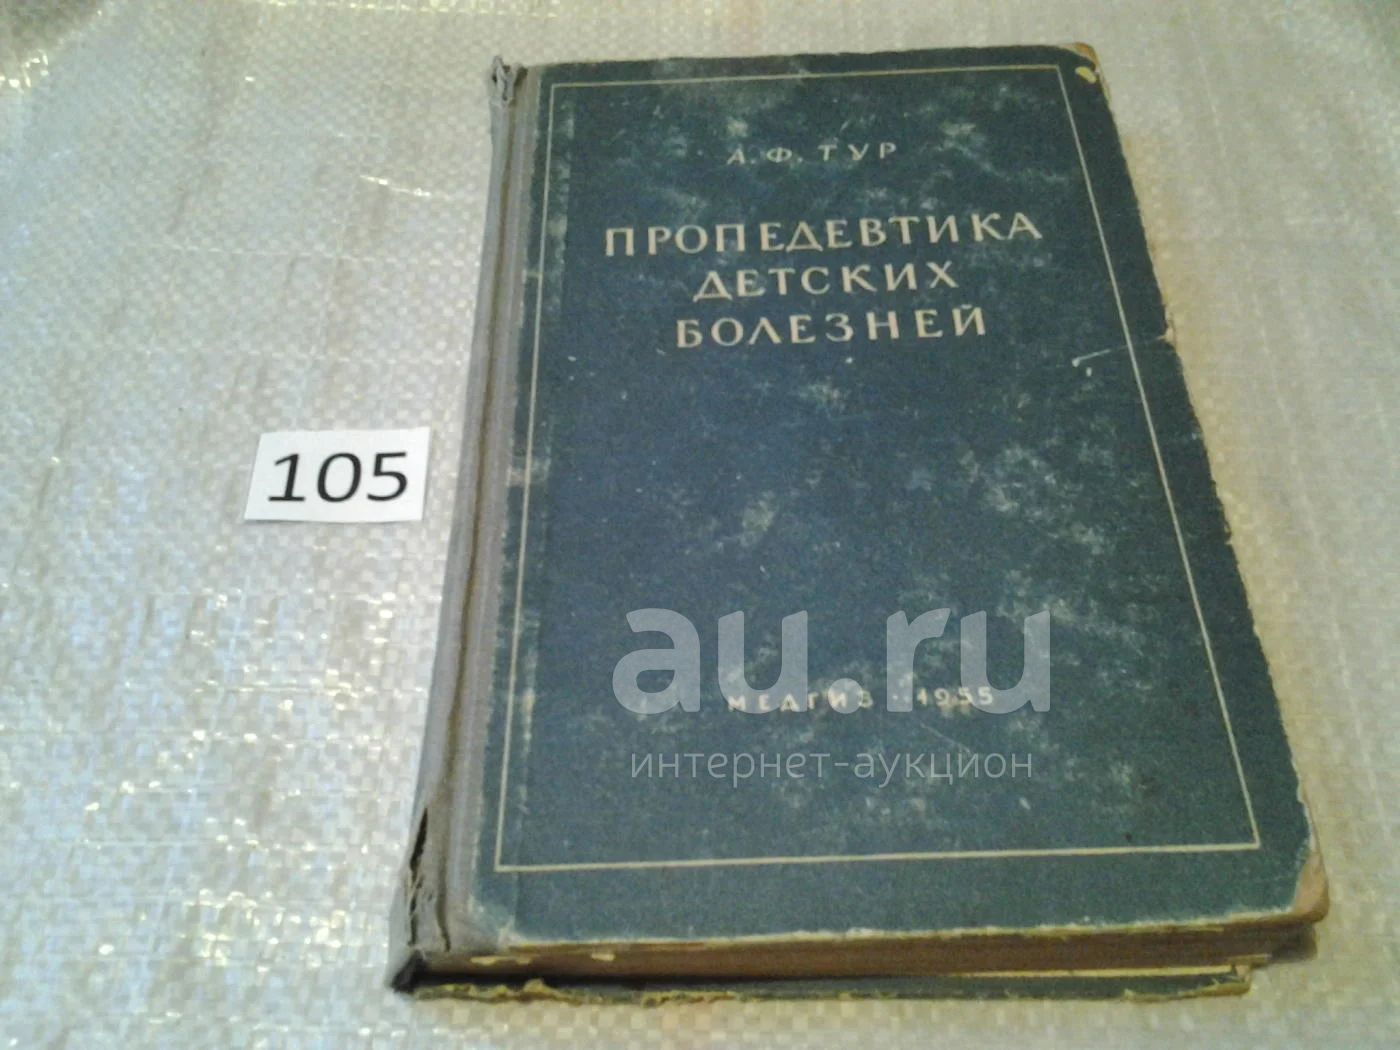 А. Ф. ТУР
ПРОПЕДЕВТИКА
ДЕТСКИХ
БОЛЕЗНЕЙ
105
au.ru
МЕДГИЗ · 1955
интернет-аукцион